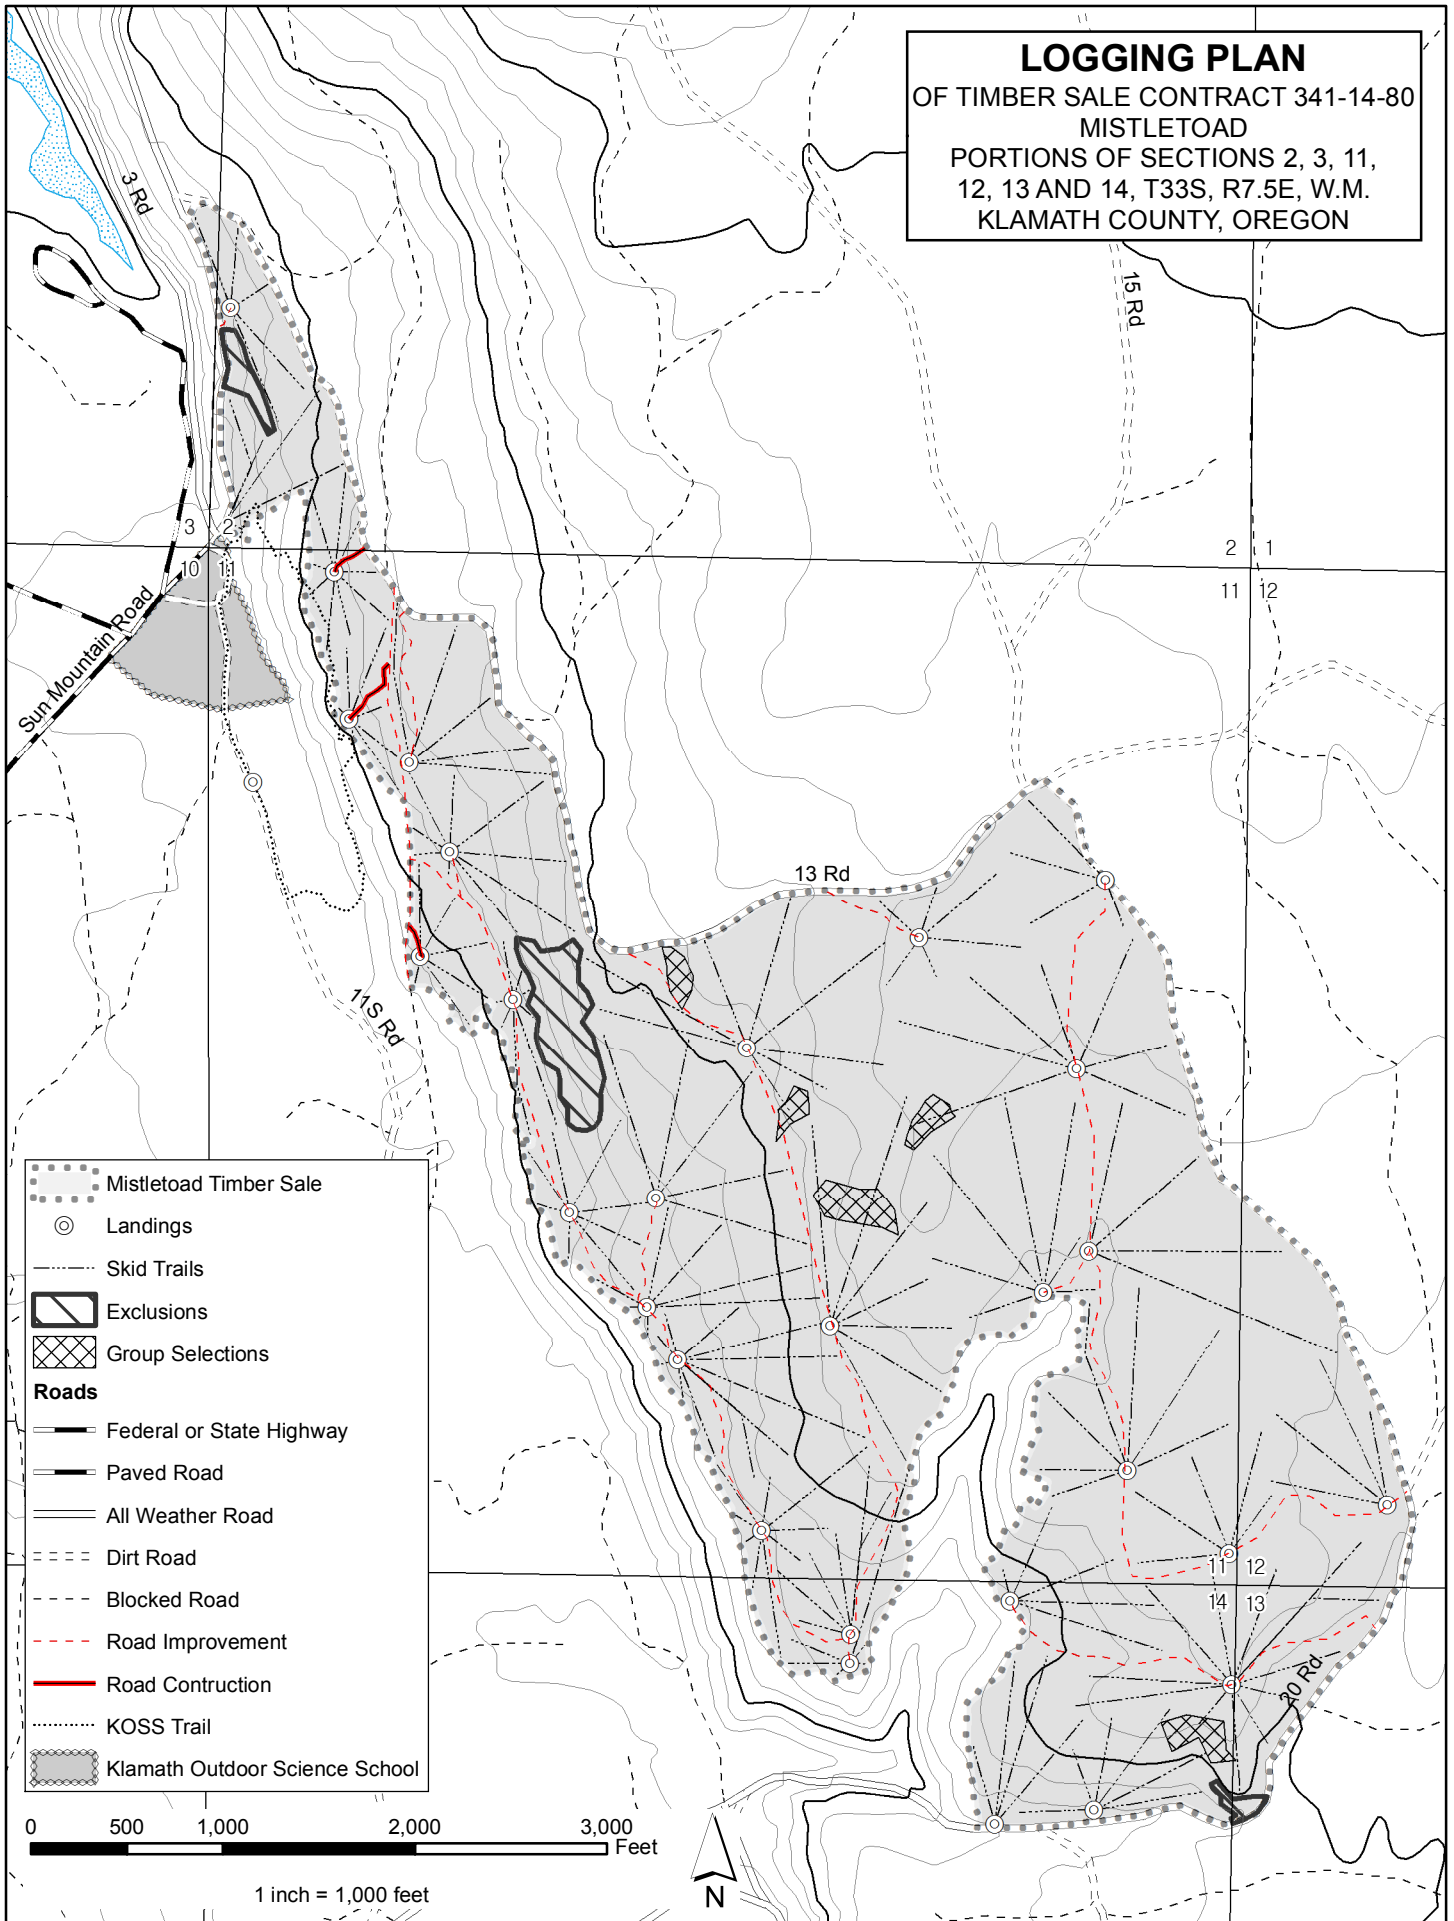 LOGGING PLAN
OF TIMBER SALE CONTRACT 341-14-80
MISTLETOAD
PORTIONS OF SECTIONS 2, 3, 11,
12, 13 AND 14, T33S, R7.5E, W.M.
KLAMATH COUNTY, OREGON
3 Rd
15 Rd
3 2
10 11
2 1
11 12
Sun Mountain Road
13 Rd
11S Rd
11 12
14 13
20 Rd
Mistletoad Timber Sale
Landings
Skid Trails
Exclusions
Group Selections
Roads
Federal or State Highway
Paved Road
All Weather Road
Dirt Road
Blocked Road
Road Improvement
Road Contruction
KOSS Trail
Klamath Outdoor Science School
0 500 1,000 2,000 3,000
Feet
1 inch = 1,000 feet
N